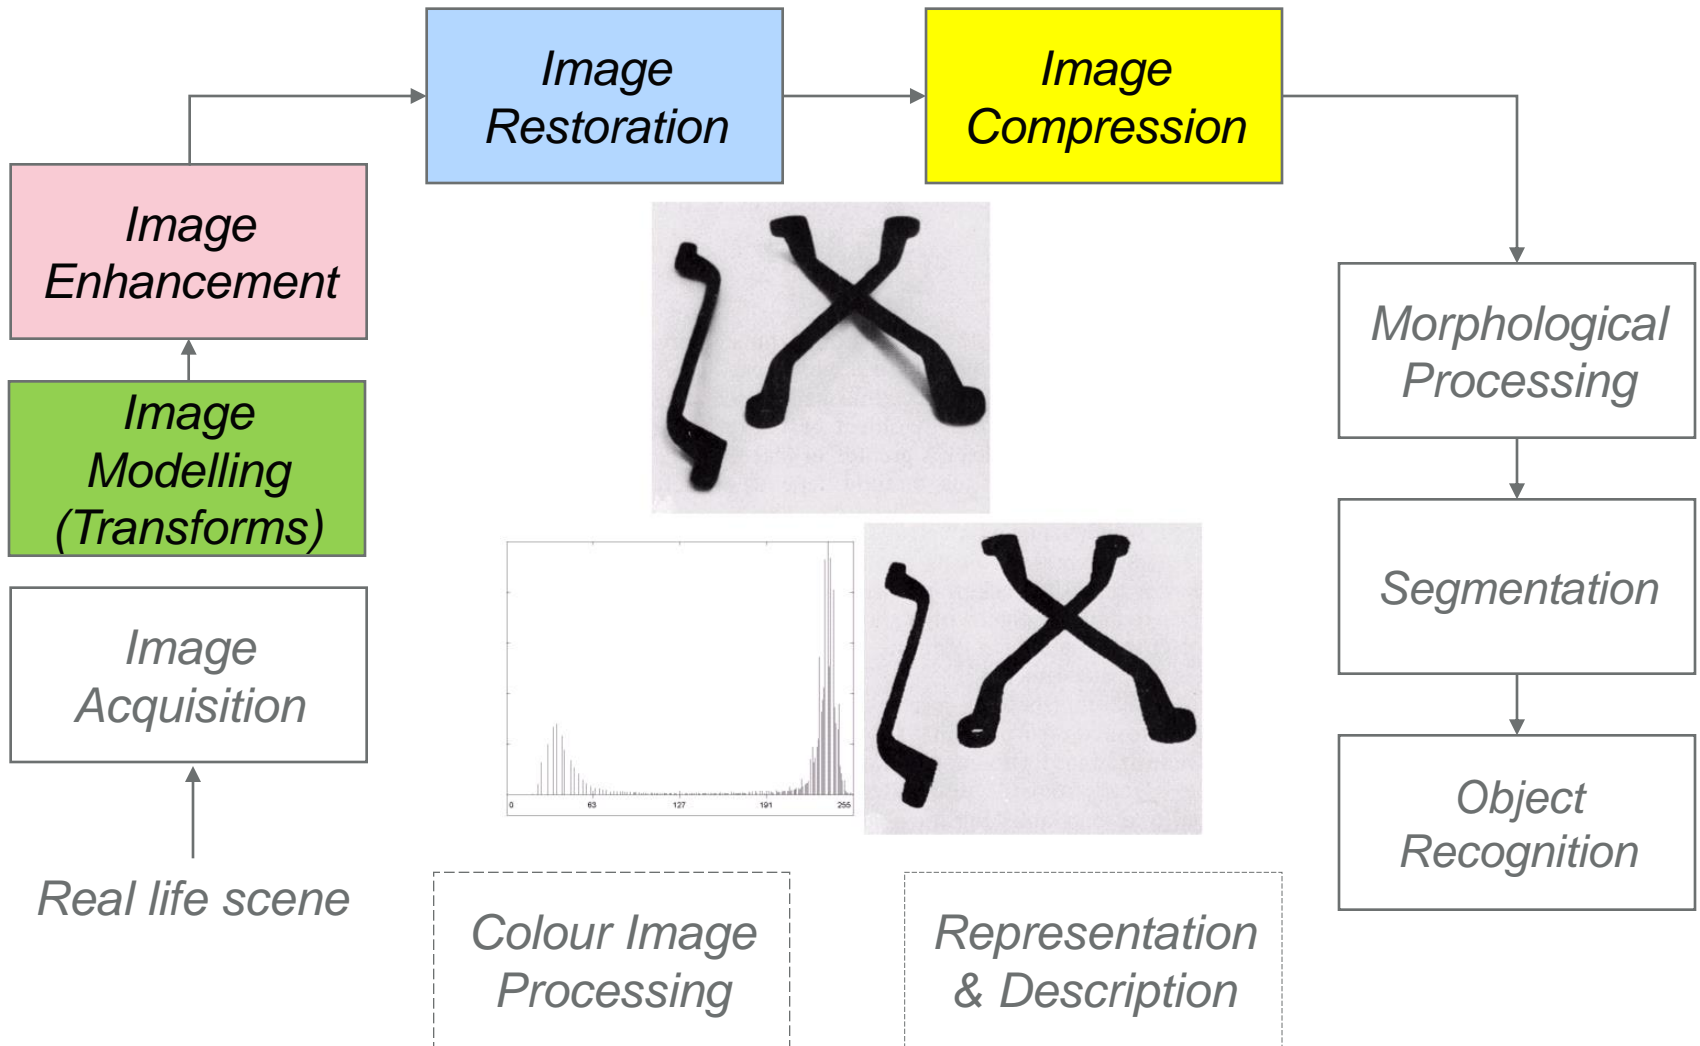 Image
Restoration
Image
Compression
Image
Enhancement
Image
Modelling
(Transforms)
Image
Acquisition
Real life scene
Morphological
Processing
Segmentation
Object
Recognition
0
63
127
191
255
Colour Image
Processing
Representation
& Description